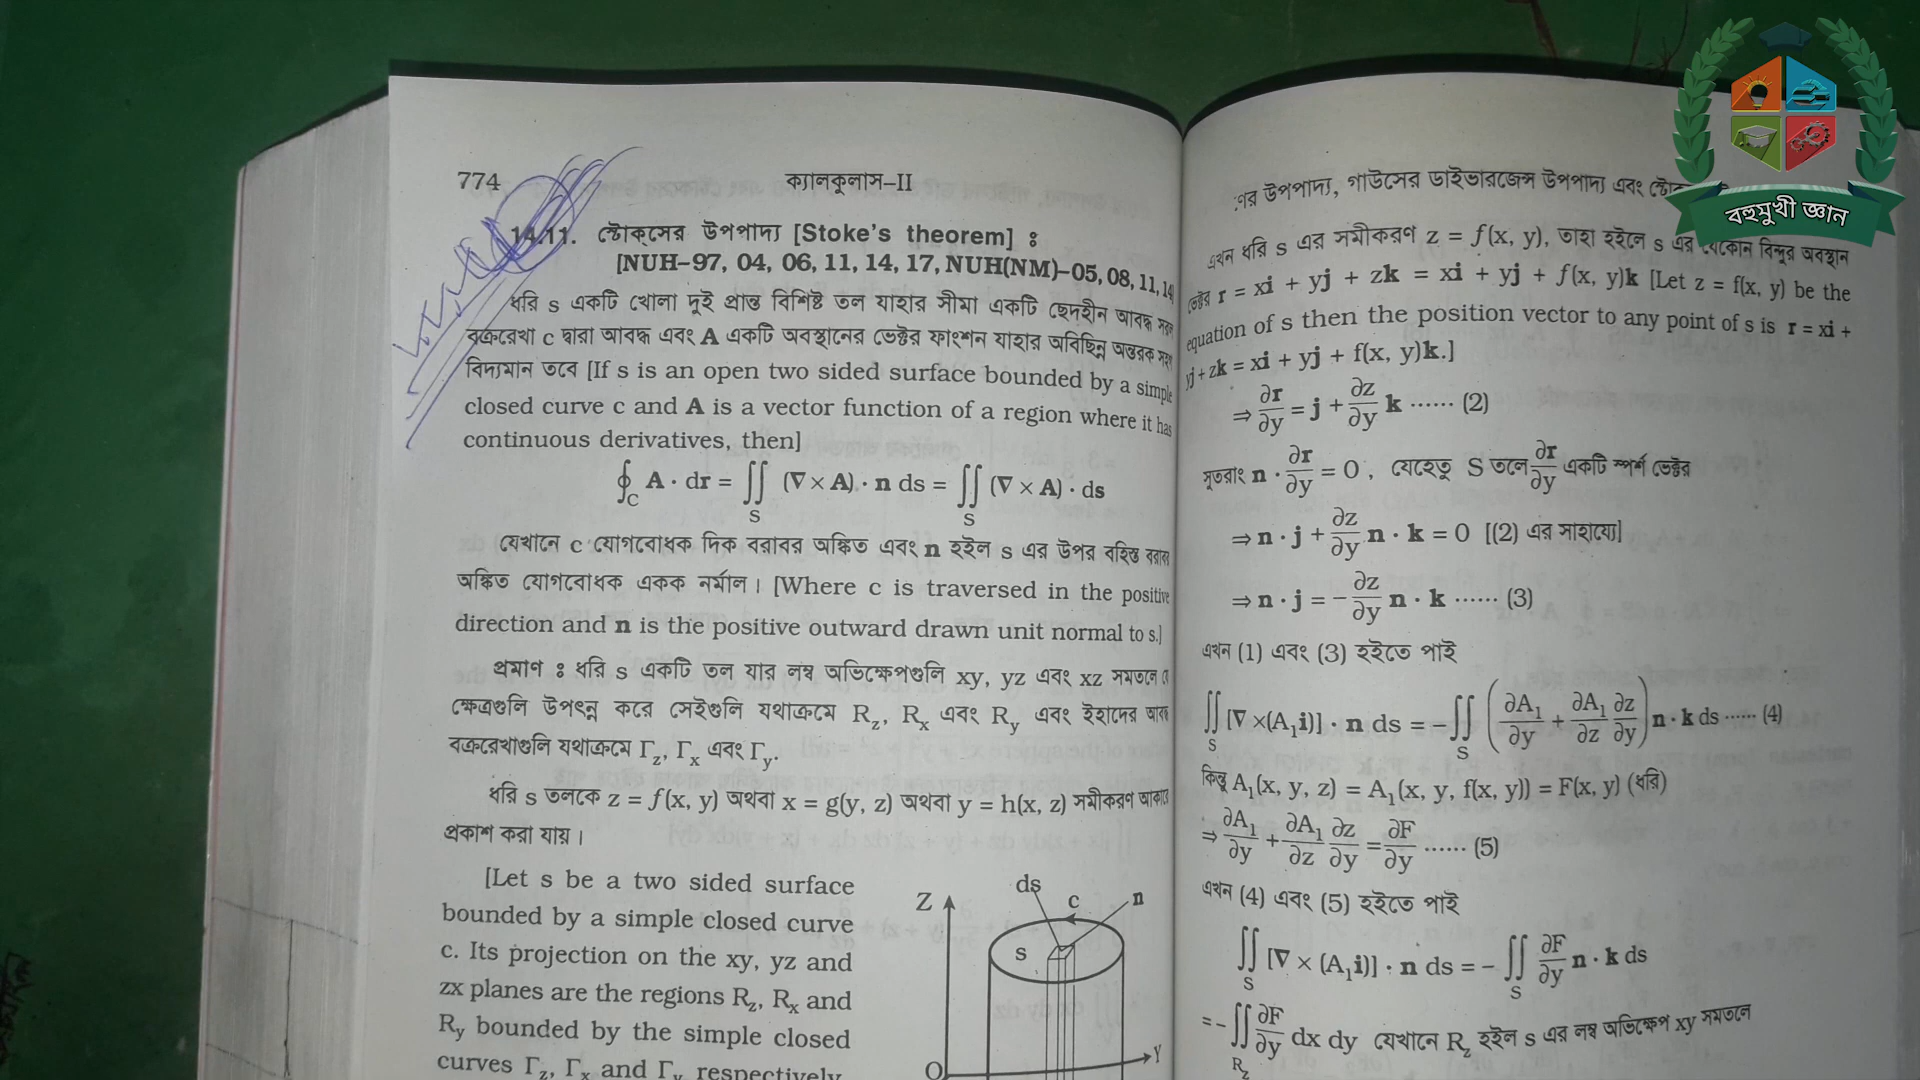 774
ক্যালকুলাস–II
14.11. স্টোক্‌সের উপপাদ্য [Stoke's theorem] ঃ
[NUH–97, 04, 06, 11, 14, 17, NUH(NM)–05, 08, 11, 14
ধরি s একটি খোলা দুই প্রান্ত বিশিষ্ট তল যাহার সীমা একটি ছেদহীন আবদ্ধ সরল
বক্ররেখা c দ্বারা আবদ্ধ এবং A একটি অবস্থানের ভেক্টর ফাংশন যাহার অবিচ্ছিন্ন অন্তরক সহগ
বিদ্যমান তবে [If s is an open two sided surface bounded by a simple
closed curve c and A is a vector function of a region where it has
continuous derivatives, then]
∮_C A · dr = ∬_S (∇ × A) · n ds = ∬_S (∇ × A) · ds
যেখানে c যোগবোধক দিক বরাবর অঙ্কিত এবং n হইল s এর উপর বহিস্থ বরাবর
অঙ্কিত যোগবোধক একক নর্মাল। [Where c is traversed in the positive
direction and n is the positive outward drawn unit normal to s.]
প্রমাণ ঃ ধরি s একটি তল যার লম্ব অভিক্ষেপগুলি xy, yz এবং xz সমতলে যে
ক্ষেত্রগুলি উৎপন্ন করে সেইগুলি যথাক্রমে R_z, R_x এবং R_y এবং ইহাদের আবদ্ধ
বক্ররেখাগুলি যথাক্রমে Γ_z, Γ_x এবং Γ_y.
ধরি s তলকে z = f(x, y) অথবা x = g(y, z) অথবা y = h(x, z) সমীকরণ আকারে
প্রকাশ করা যায়।
[Let s be a two sided surface
bounded by a simple closed curve
c. Its projection on the xy, yz and
zx planes are the regions R_z, R_x and
R_y bounded by the simple closed
curves Γ_z, Γ_x and Γ_y respectively.
Z
ds
c
n
s
O
Y
উপপাদ্য, গাউসের ডাইভারজেন্স উপপাদ্য এবং
এখন ধরি s এর সমীকরণ z = f(x, y), তাহা হইলে s এর যেকোন বিন্দুর অবস্থান
ভেক্টর r = xi + yj + zk = xi + yj + f(x, y)k [Let z = f(x, y) be the
equation of s then the position vector to any point of s is r = xi +
yj + zk = xi + yj + f(x, y)k.]
⇒ ∂r/∂y = j + ∂z/∂y k ...... (2)
সুতরাং n · ∂r/∂y = 0 , যেহেতু S তলে ∂r/∂y একটি স্পর্শ ভেক্টর
⇒ n · j + ∂z/∂y n · k = 0 [(2) এর সাহায্যে]
⇒ n · j = – ∂z/∂y n · k ...... (3)
এখন (1) এবং (3) হইতে পাই
∬_S [∇ ×(A₁i)] · n ds = – ∬_S (∂A₁/∂y + ∂A₁/∂z ∂z/∂y) n · k ds ...... (4)
কিন্তু A₁(x, y, z) = A₁(x, y, f(x, y)) = F(x, y) (ধরি)
⇒ ∂A₁/∂y + ∂A₁/∂z ∂z/∂y = ∂F/∂y ...... (5)
এখন (4) এবং (5) হইতে পাই
∬_S [∇ × (A₁i)] · n ds = – ∬_S ∂F/∂y n · k ds
= – ∬_{R_z} ∂F/∂y dx dy যেখানে R_z হইল s এর লম্ব অভিক্ষেপ xy সমতলে
বহুমুখী জ্ঞান